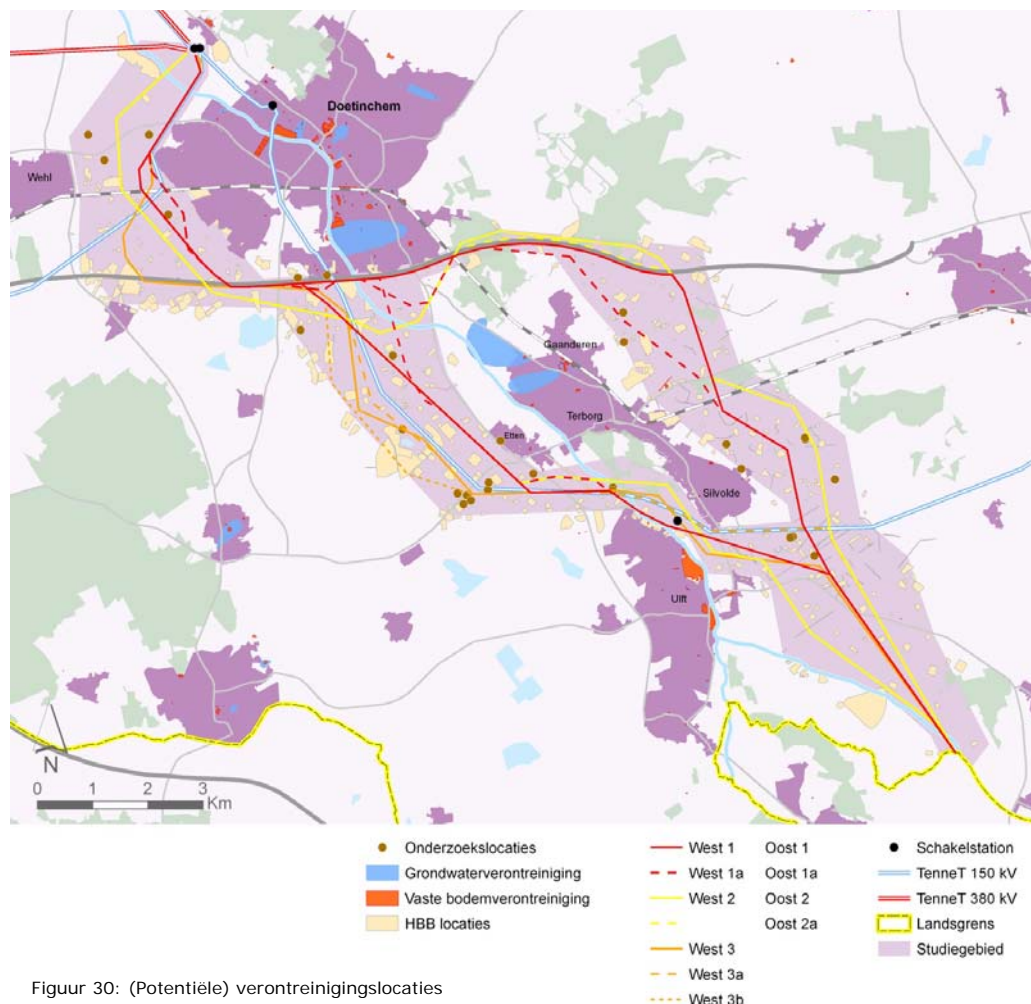 Doetinchem
Wehl
Gaanderen
Terborg
Etten
Silvolde
Ulft
N
0 1 2 3
Km
Onderzoekslocaties
Grondwaterverontreiniging
Vaste bodemverontreiniging
HBB locaties
West 1 Oost 1
West 1a Oost 1a
West 2 Oost 2
Oost 2a
West 3
West 3a
West 3b
Schakelstation
TenneT 150 kV
TenneT 380 kV
Landsgrens
Studiegebied
Figuur 30: (Potentiële) verontreinigingslocaties